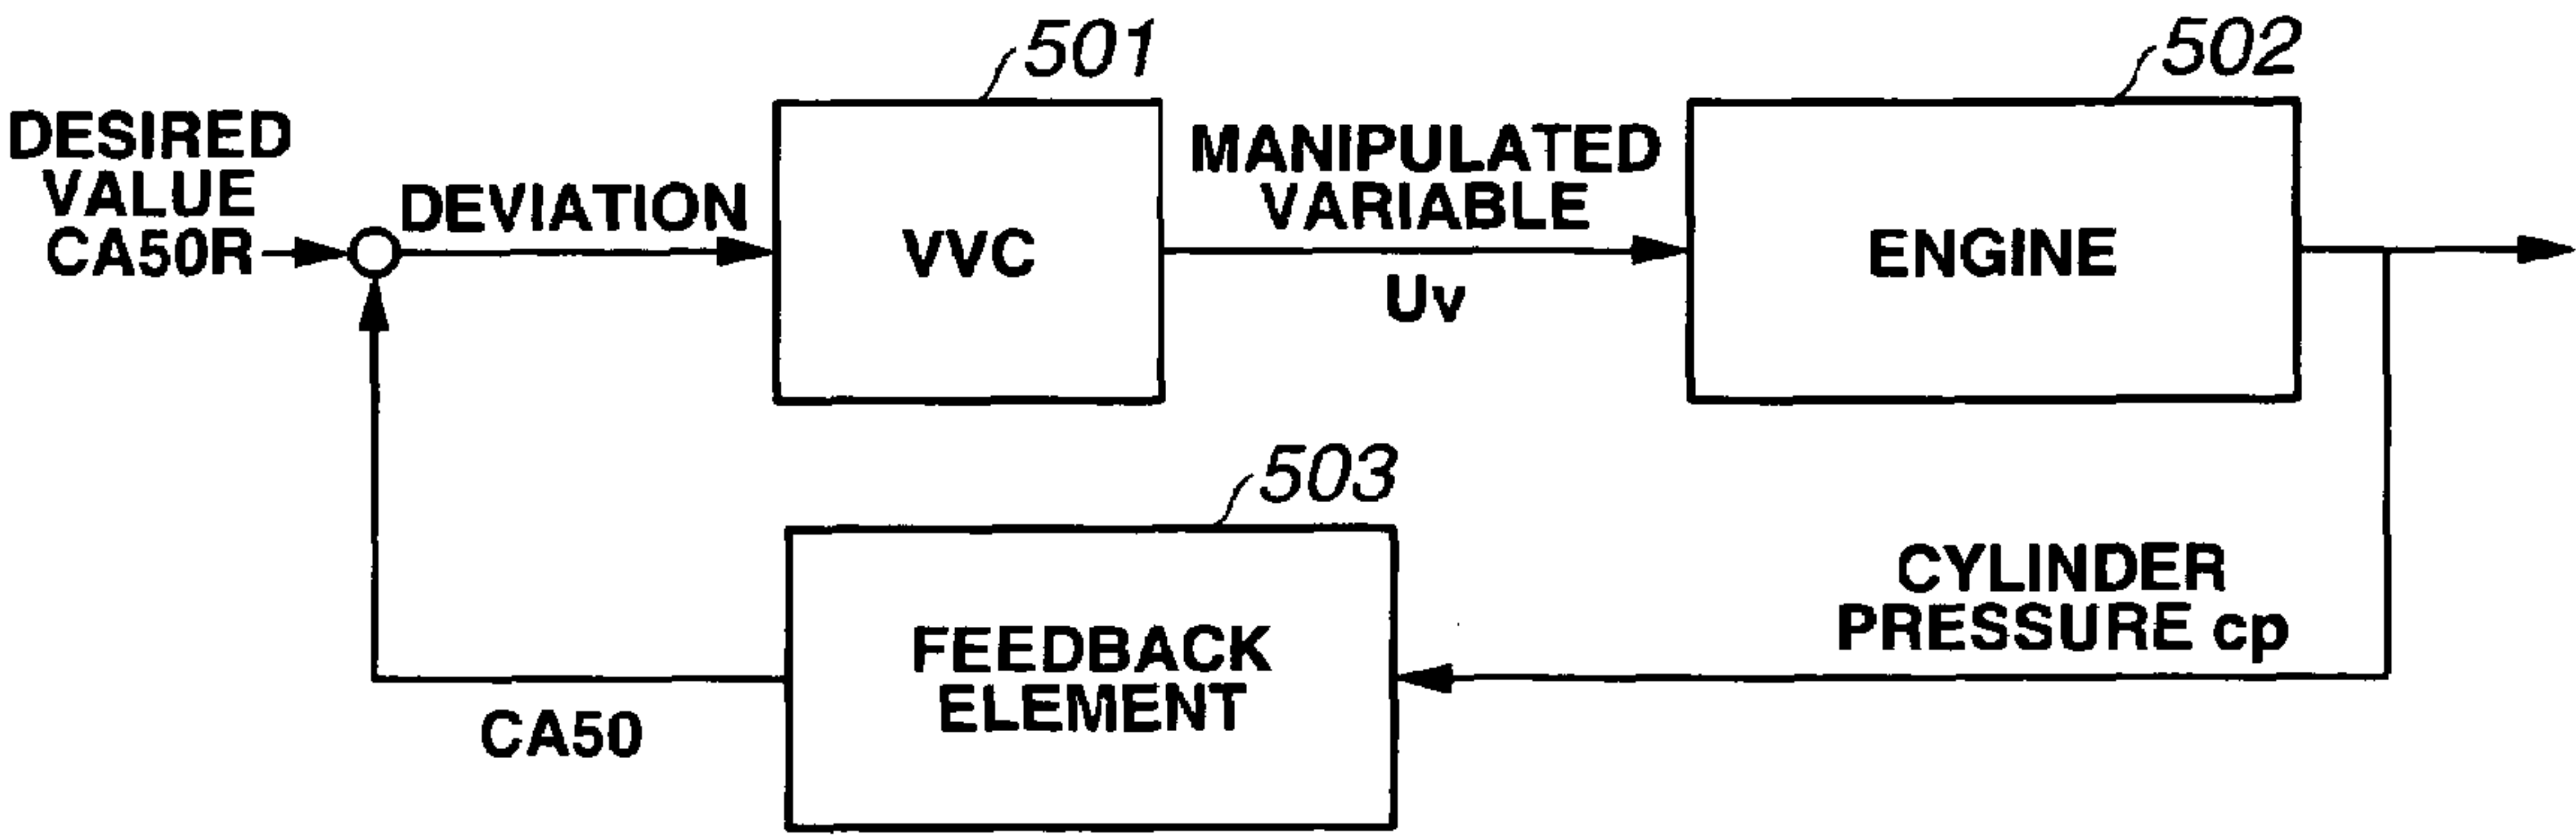 501
502
DESIRED
VALUE
CA50R
DEVIATION
VVC
MANIPULATED
VARIABLE
Uv
ENGINE
503
FEEDBACK
ELEMENT
CYLINDER
PRESSURE cp
CA50